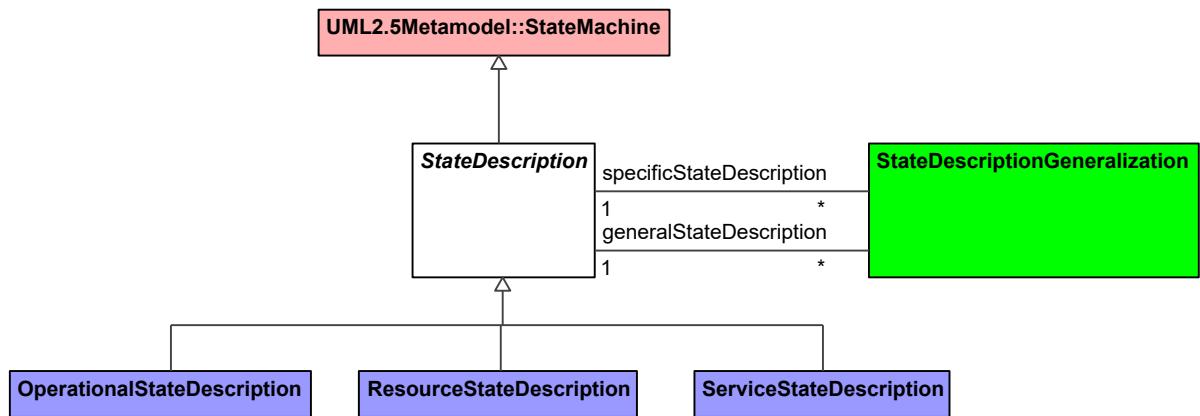 UML2.5Metamodel::StateMachine
StateDescription
StateDescriptionGeneralization
specificStateDescription
1 *
generalStateDescription
1 *
OperationalStateDescription
ResourceStateDescription
ServiceStateDescription